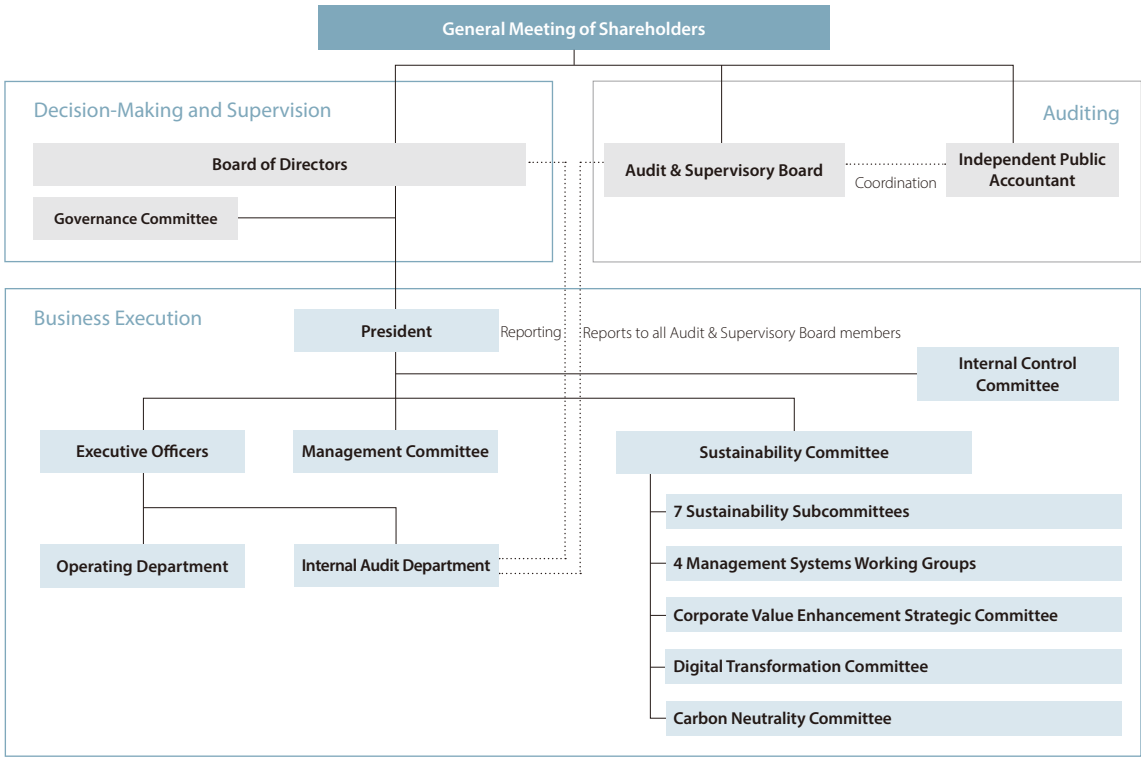 General Meeting of Shareholders
Decision-Making and Supervision
Auditing
Board of Directors
Audit & Supervisory Board
Coordination
Independent Public
Accountant
Governance Committee
Business Execution
President
Reporting
Reports to all Audit & Supervisory Board members
Internal Control
Committee
Executive Officers
Management Committee
Sustainability Committee
7 Sustainability Subcommittees
Operating Department
Internal Audit Department
4 Management Systems Working Groups
Corporate Value Enhancement Strategic Committee
Digital Transformation Committee
Carbon Neutrality Committee